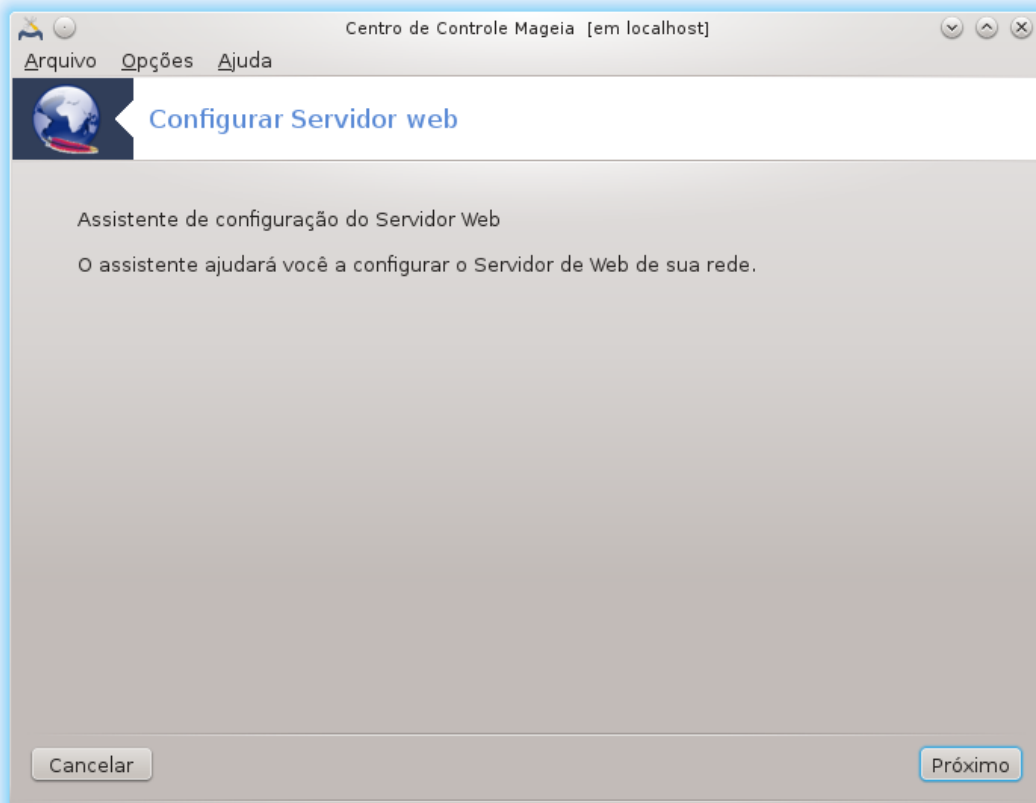 Centro de Controle Mageia  [em localhost]
Arquivo Opções Ajuda
Configurar Servidor web
Assistente de configuração do Servidor Web
O assistente ajudará você a configurar o Servidor de Web de sua rede.
Cancelar Próximo